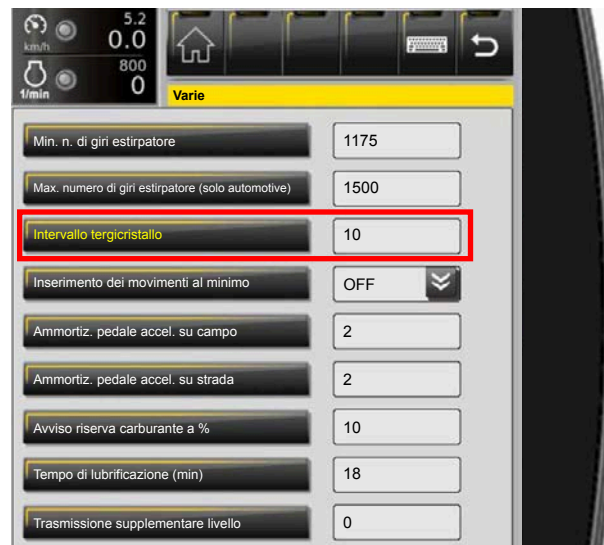 5.2
km/h 0.0
800
1/min 0
Varie
Min. n. di giri estirpatore 1175
Max. numero di giri estirpatore (solo automotive) 1500
Intervallo tergicristallo 10
Inserimento dei movimenti al minimo OFF
Ammortiz. pedale accel. su campo 2
Ammortiz. pedale accel. su strada 2
Avviso riserva carburante a % 10
Tempo di lubrificazione (min) 18
Trasmissione supplementare livello 0